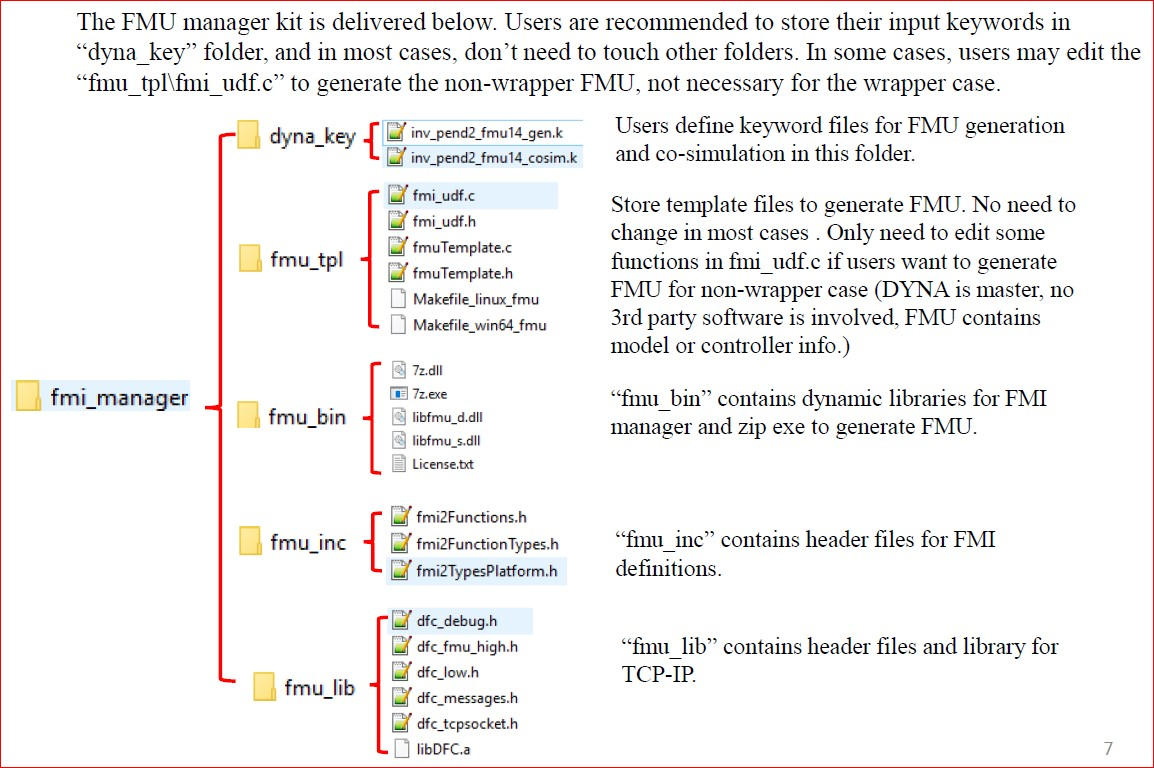 The FMU manager kit is delivered below. Users are recommended to store their input keywords in
“dyna_key” folder, and in most cases, don’t need to touch other folders. In some cases, users may edit the
“fmu_tpl\fmi_udf.c” to generate the non-wrapper FMU, not necessary for the wrapper case.
fmi_manager
dyna_key
inv_pend2_fmu14_gen.k
inv_pend2_fmu14_cosim.k
Users define keyword files for FMU generation
and co-simulation in this folder.
fmu_tpl
fmi_udf.c
fmi_udf.h
fmuTemplate.c
fmuTemplate.h
Makefile_linux_fmu
Makefile_win64_fmu
Store template files to generate FMU. No need to
change in most cases . Only need to edit some
functions in fmi_udf.c if users want to generate
FMU for non-wrapper case (DYNA is master, no
3rd party software is involved, FMU contains
model or controller info.)
fmu_bin
7z.dll
7z.exe
libfmu_d.dll
libfmu_s.dll
License.txt
“fmu_bin” contains dynamic libraries for FMI
manager and zip exe to generate FMU.
fmu_inc
fmi2Functions.h
fmi2FunctionTypes.h
fmi2TypesPlatform.h
“fmu_inc” contains header files for FMI
definitions.
fmu_lib
dfc_debug.h
dfc_fmu_high.h
dfc_low.h
dfc_messages.h
dfc_tcpsocket.h
libDFC.a
“fmu_lib” contains header files and library for
TCP-IP.
7